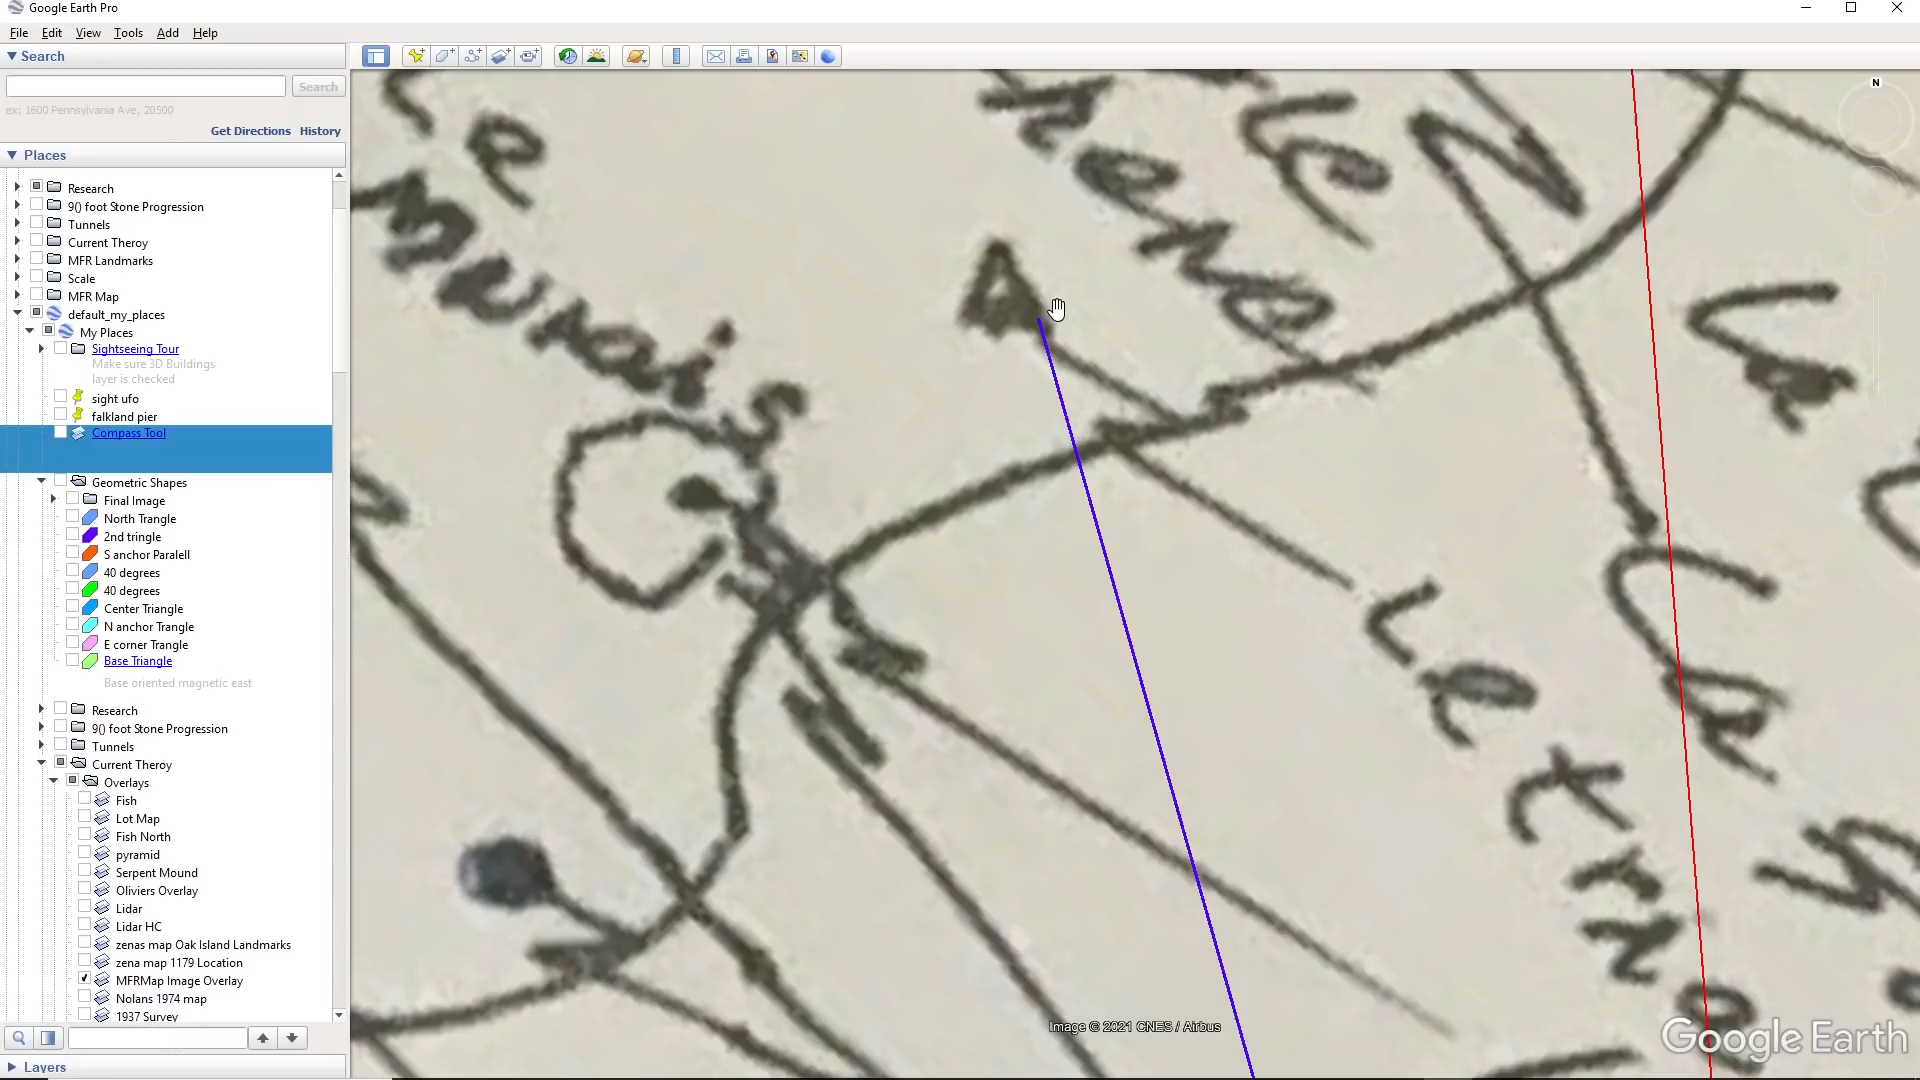 Google Earth Pro
File Edit View Tools Add Help
Search
Search
ex: 1600 Pennsylvania Ave, 20500
Get Directions History
Places
Research
9() foot Stone Progression
Tunnels
Current Theroy
MFR Landmarks
Scale
MFR Map
default_my_places
My Places
Sightseeing Tour
Make sure 3D Buildings
layer is checked
sight ufo
falkland pier
Compass Tool
Geometric Shapes
Final Image
North Trangle
2nd tringle
S anchor Paralell
40 degrees
40 degrees
Center Triangle
N anchor Triangle
E corner Triangle
Base Triangle
Base oriented magnetic east
Research
9() foot Stone Progression
Tunnels
Current Theroy
Overlays
Fish
Lot Map
Fish North
pyramid
Serpent Mound
Oliviers Overlay
Lidar
Lidar HC
zenas map Oak Island Landmarks
zena map 1179 Location
MFRMap Image Overlay
Nolans 1974 map
1937 Survey
Layers
N
Image © 2021 CNES / Airbus
Google Earth